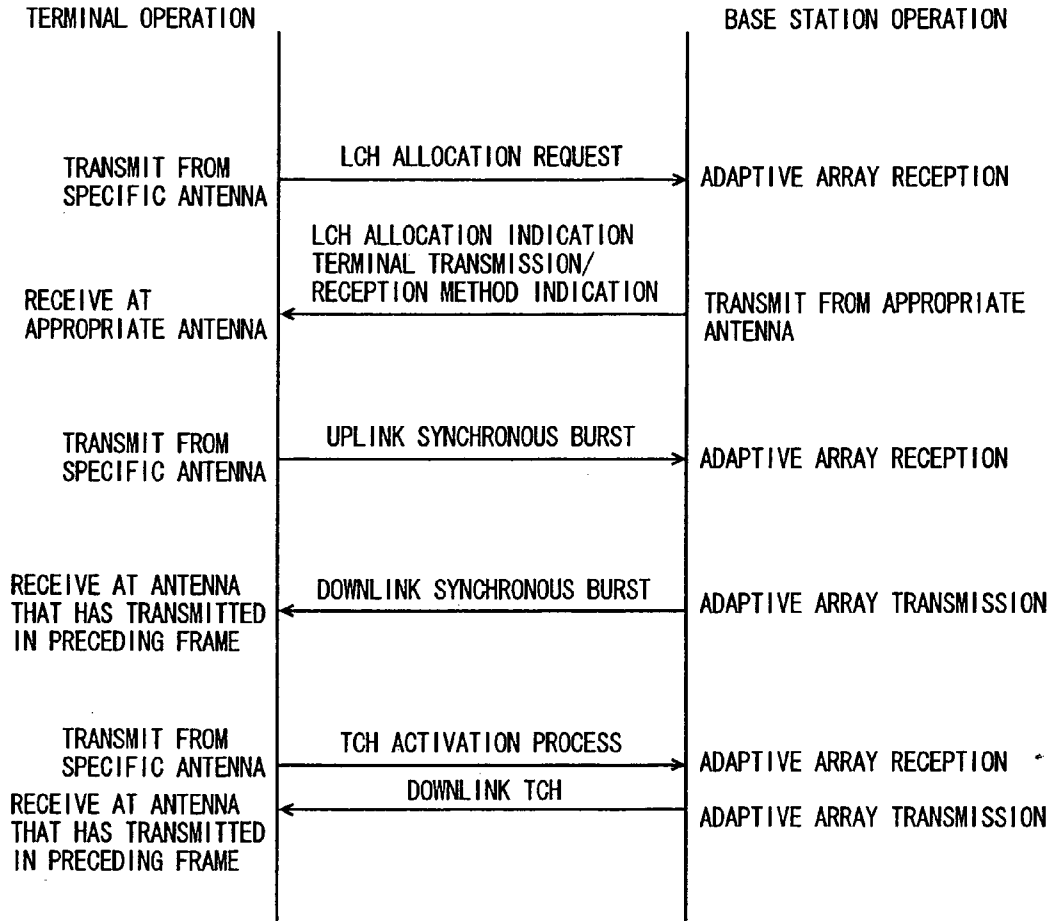 TERMINAL OPERATION
BASE STATION OPERATION
TRANSMIT FROM
SPECIFIC ANTENNA
LCH ALLOCATION REQUEST
ADAPTIVE ARRAY RECEPTION
LCH ALLOCATION INDICATION
TERMINAL TRANSMISSION/
RECEPTION METHOD INDICATION
RECEIVE AT
APPROPRIATE ANTENNA
TRANSMIT FROM APPROPRIATE
ANTENNA
TRANSMIT FROM
SPECIFIC ANTENNA
UPLINK SYNCHRONOUS BURST
ADAPTIVE ARRAY RECEPTION
RECEIVE AT ANTENNA
THAT HAS TRANSMITTED
IN PRECEDING FRAME
DOWNLINK SYNCHRONOUS BURST
ADAPTIVE ARRAY TRANSMISSION
TRANSMIT FROM
SPECIFIC ANTENNA
TCH ACTIVATION PROCESS
ADAPTIVE ARRAY RECEPTION
RECEIVE AT ANTENNA
THAT HAS TRANSMITTED
IN PRECEDING FRAME
DOWNLINK TCH
ADAPTIVE ARRAY TRANSMISSION